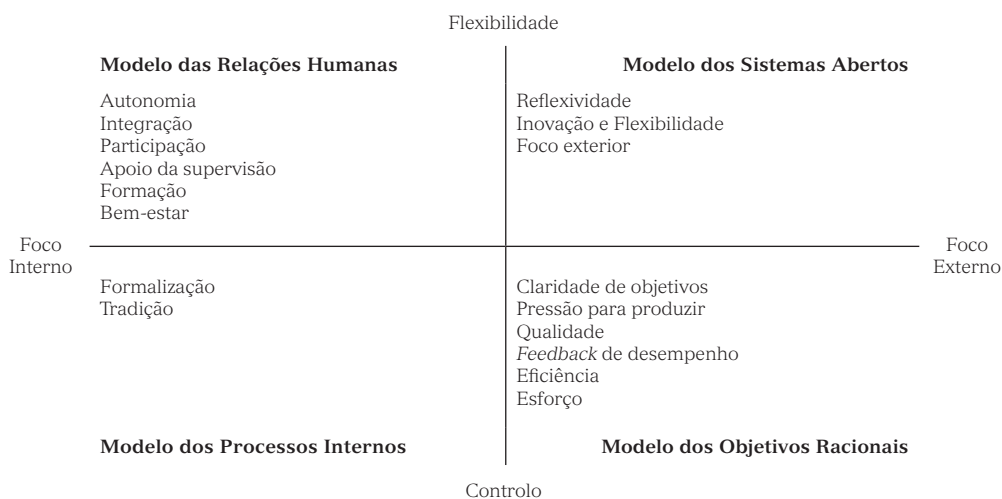 Flexibilidade
Modelo das Relações Humanas
Autonomia
Integração
Participação
Apoio da supervisão
Formação
Bem-estar
Modelo dos Sistemas Abertos
Reflexividade
Inovação e Flexibilidade
Foco exterior
Foco
Interno
Foco
Externo
Formalização
Tradição
Modelo dos Processos Internos
Claridade de objetivos
Pressão para produzir
Qualidade
Feedback de desempenho
Eficiência
Esforço
Modelo dos Objetivos Racionais
Controlo